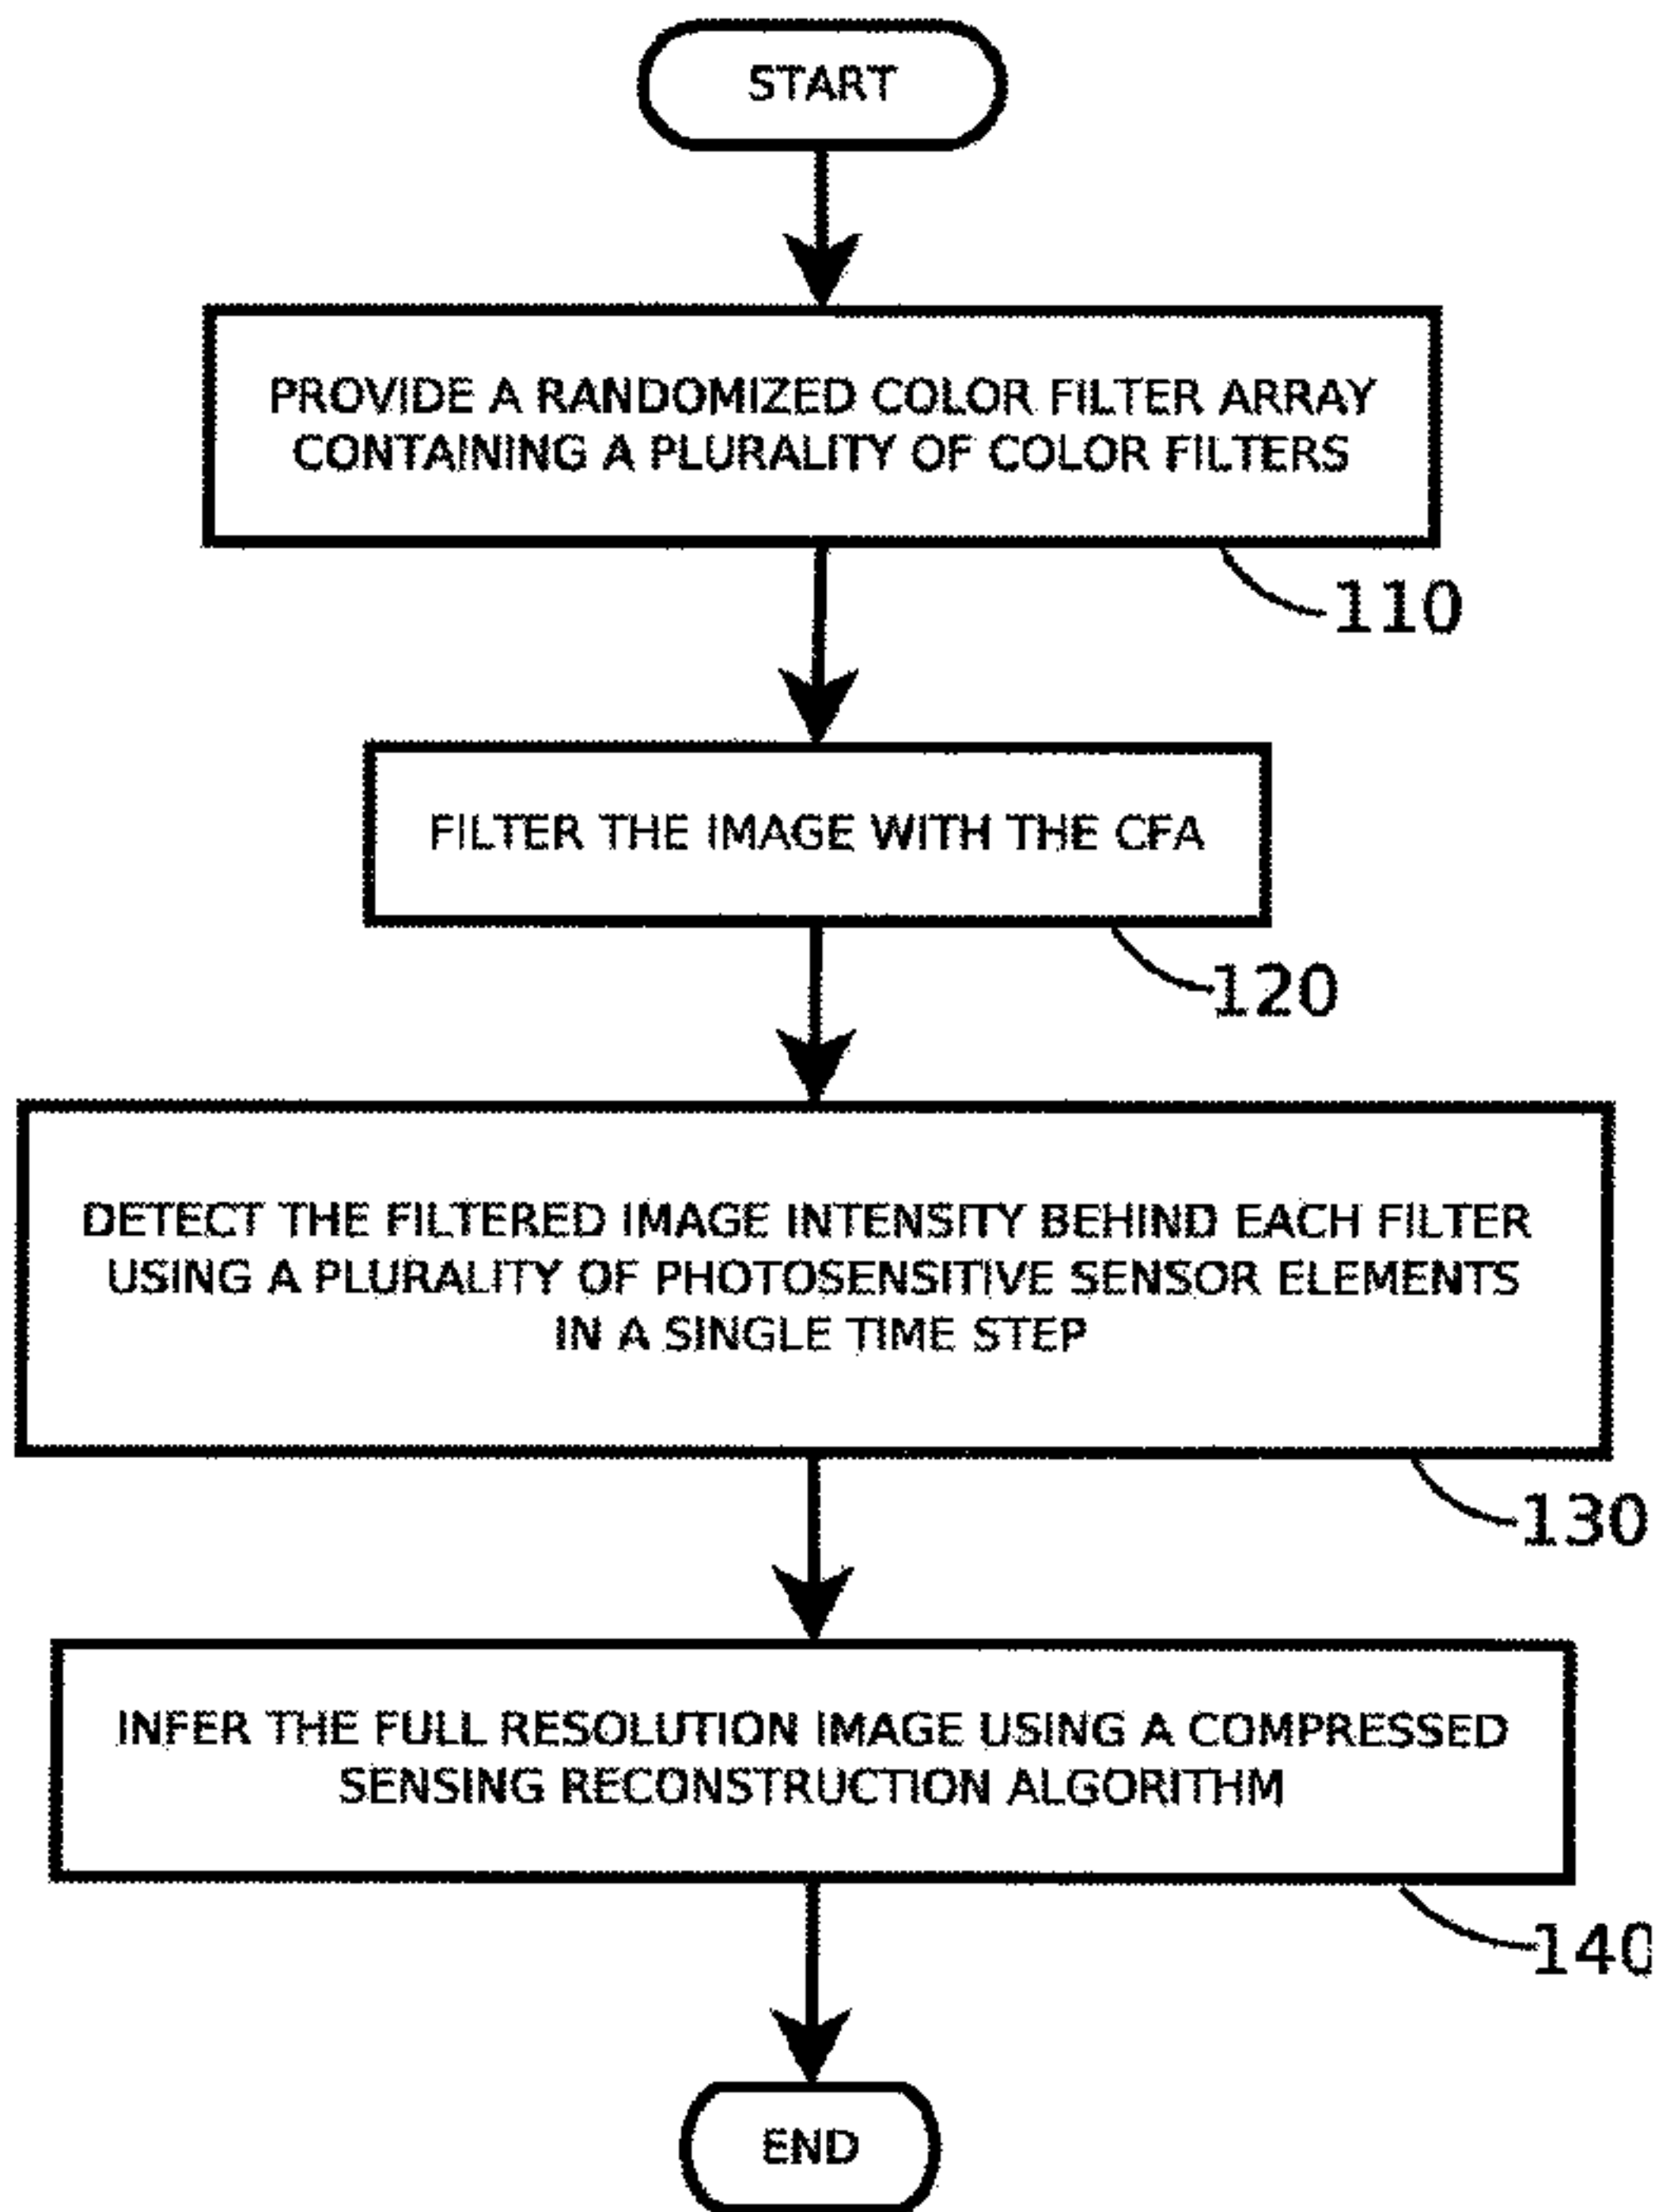 START
PROVIDE A RANDOMIZED COLOR FILTER ARRAY
CONTAINING A PLURALITY OF COLOR FILTERS
110
FILTER THE IMAGE WITH THE CFA
120
DETECT THE FILTERED IMAGE INTENSITY BEHIND EACH FILTER
USING A PLURALITY OF PHOTOSENSITIVE SENSOR ELEMENTS
IN A SINGLE TIME STEP
130
INFER THE FULL RESOLUTION IMAGE USING A COMPRESSED
SENSING RECONSTRUCTION ALGORITHM
140
END